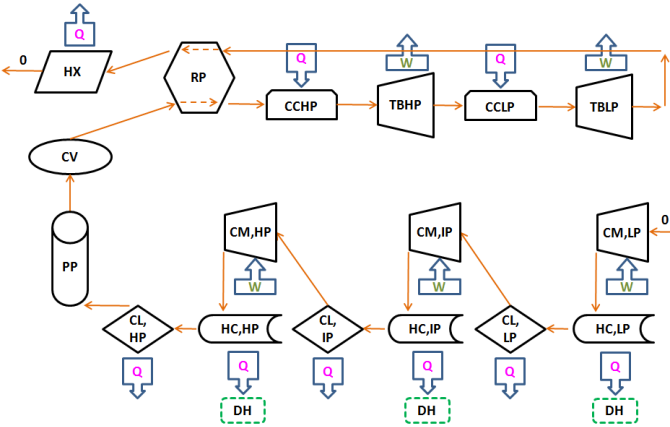 Q
0
HX
RP
Q
CCHP
W
TBHP
Q
CCLP
W
TBLP
CV
PP
CM,HP
W
CM,IP
W
CM,LP
W
0
CL,
HP
HC,HP
CL,
IP
HC,IP
CL,
LP
HC,LP
Q
Q
Q
Q
Q
Q
DH
DH
DH